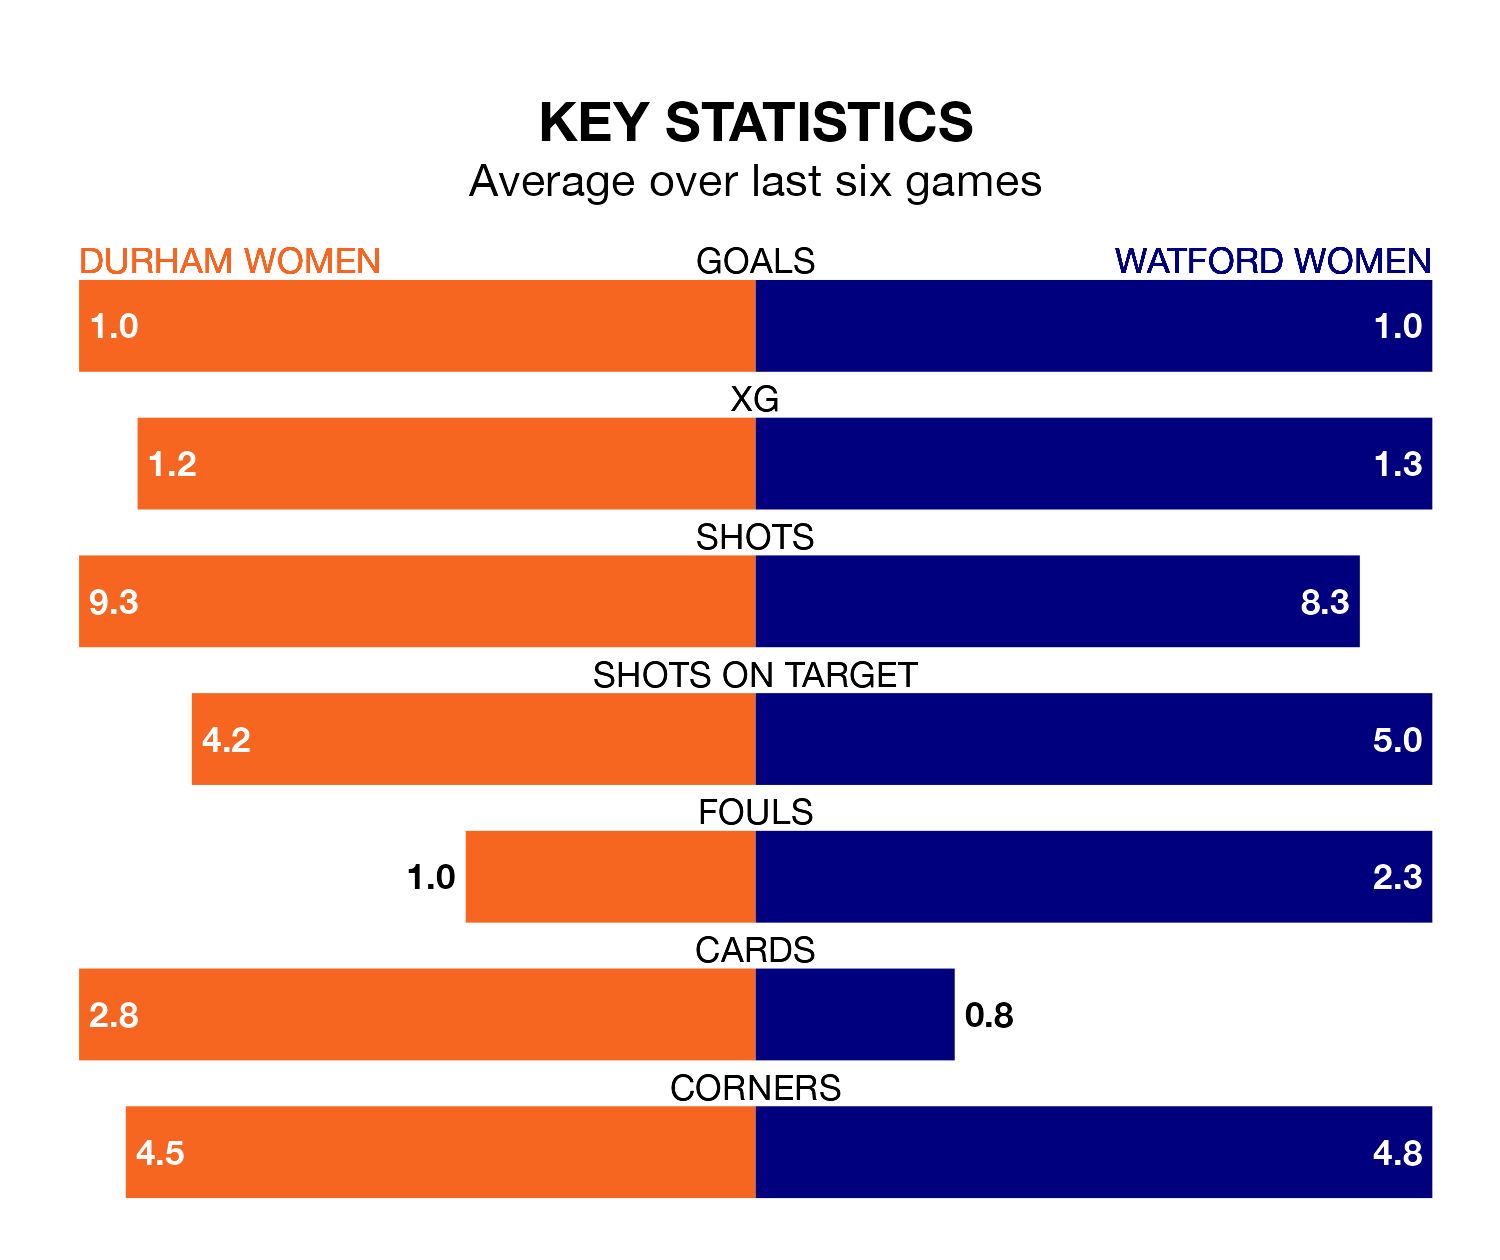 KEY STATISTICS
Average over last six games
DURHAM WOMEN GOALS WATFORD WOMEN
1.0 1.0
XG
1.2 1.3
SHOTS
9.3 8.3
SHOTS ON TARGET
4.2 5.0
FOULS
1.0 2.3
CARDS
2.8 0.8
CORNERS
4.5 4.8